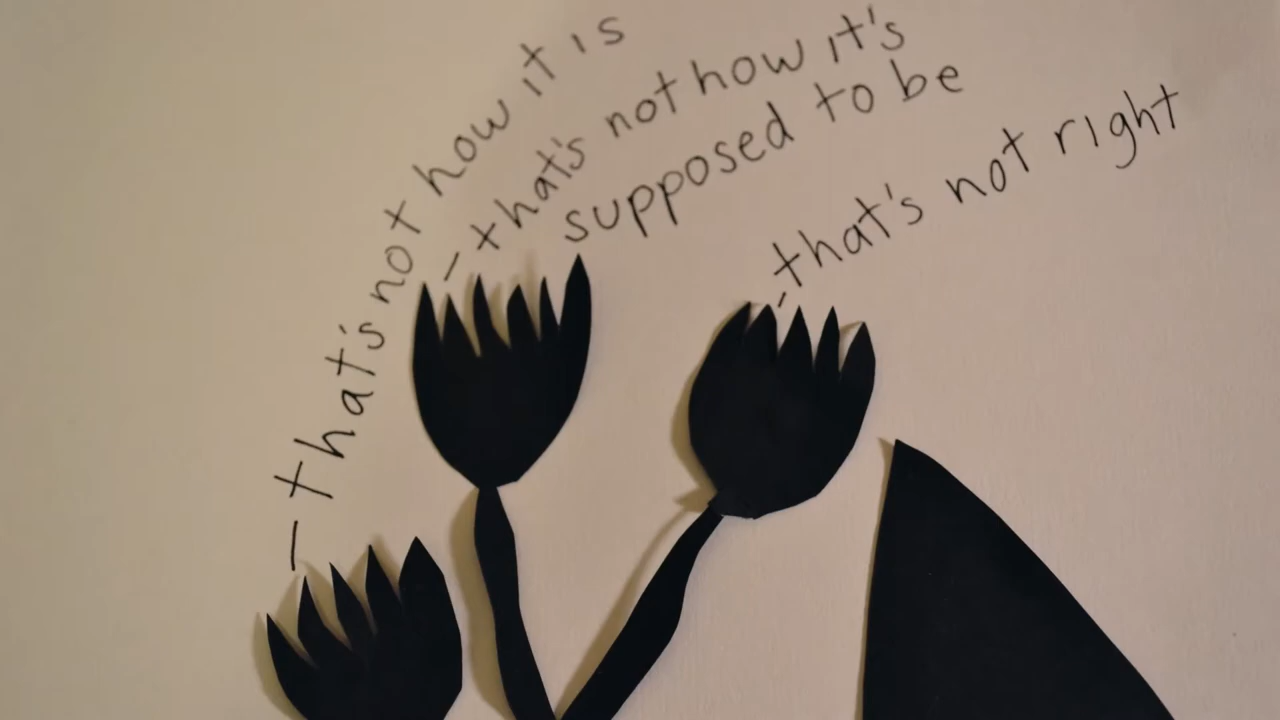 - that's not how it is
- that's not how it's
supposed to be
- that's not right